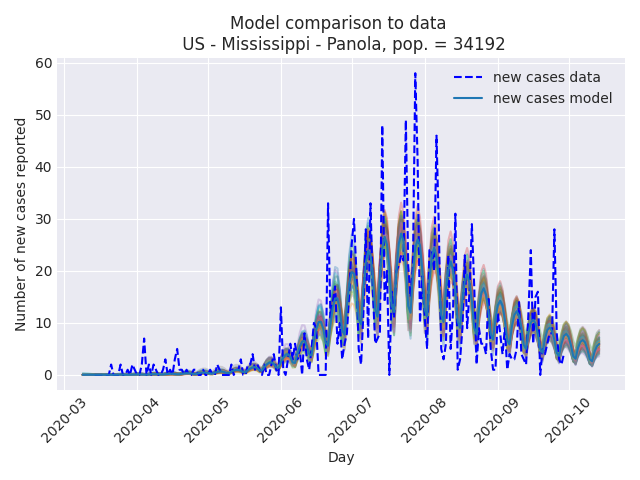 Model comparison to data
US - Mississippi - Panola, pop. = 34192
60
50
40
30
20
10
0
Number of new cases reported
new cases data
new cases model
2020-03
2020-04
2020-05
2020-06
2020-07
2020-08
2020-09
2020-10
Day